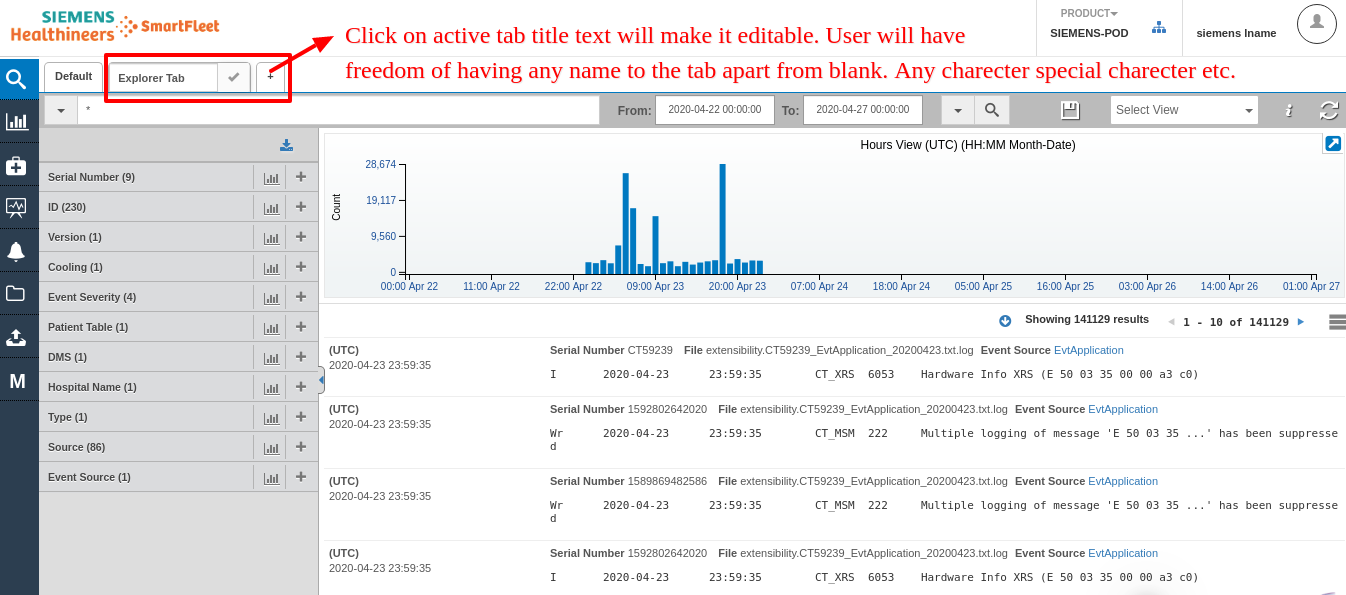 SIEMENS
Healthineers
SmartFleet
Click on active tab title text will make it editable. User will have
freedom of having any name to the tab apart from blank. Any charecter special charecter etc.
PRODUCT
SIEMENS-POD
siemens lname
Default
Explorer Tab
+
*
From:
2020-04-22 00:00:00
To:
2020-04-27 00:00:00
Select View
i
M
Serial Number (9)
ID (230)
Version (1)
Cooling (1)
Event Severity (4)
Patient Table (1)
DMS (1)
Hospital Name (1)
Type (1)
Source (86)
Event Source (1)
Hours View (UTC) (HH:MM Month-Date)
Count
28,674
19,117
9,560
0
00:00 Apr 22 11:00 Apr 22 22:00 Apr 22 09:00 Apr 23 20:00 Apr 23 07:00 Apr 24 18:00 Apr 24 05:00 Apr 25 16:00 Apr 25 03:00 Apr 26 14:00 Apr 26 01:00 Apr 27
Showing 141129 results
1 - 10 of 141129
(UTC)
2020-04-23 23:59:35
Serial Number CT59239 File extensibility.CT59239_EvtApplication_20200423.txt.log Event Source EvtApplication
I 2020-04-23 23:59:35 CT_XRS 6053 Hardware Info XRS (E 50 03 35 00 00 a3 c0)
(UTC)
2020-04-23 23:59:35
Serial Number 1592802642020 File extensibility.CT59239_EvtApplication_20200423.txt.log Event Source EvtApplication
Wr 2020-04-23 23:59:35 CT_MSM 222 Multiple logging of message 'E 50 03 35 ...' has been suppresse
d
(UTC)
2020-04-23 23:59:35
Serial Number 1589869482586 File extensibility.CT59239_EvtApplication_20200423.txt.log Event Source EvtApplication
Wr 2020-04-23 23:59:35 CT_MSM 222 Multiple logging of message 'E 50 03 35 ...' has been suppresse
d
(UTC)
2020-04-23 23:59:35
Serial Number 1592802642020 File extensibility.CT59239_EvtApplication_20200423.txt.log Event Source EvtApplication
I 2020-04-23 23:59:35 CT_XRS 6053 Hardware Info XRS (E 50 03 35 00 00 a3 c0)